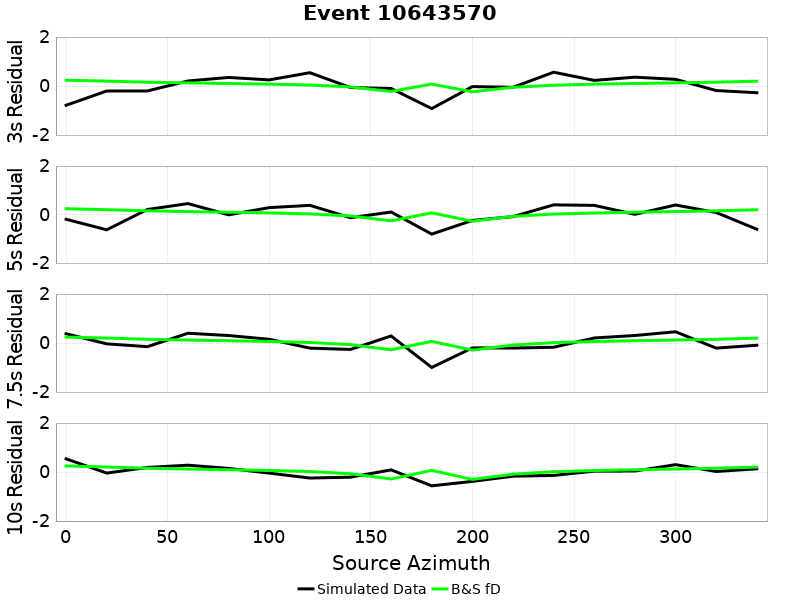 Event 10643570
3s Residual
2
0
-2
5s Residual
2
0
-2
7.5s Residual
2
0
-2
10s Residual
2
0
-2
0 50 100 150 200 250 300
Source Azimuth
Simulated Data B&S fD